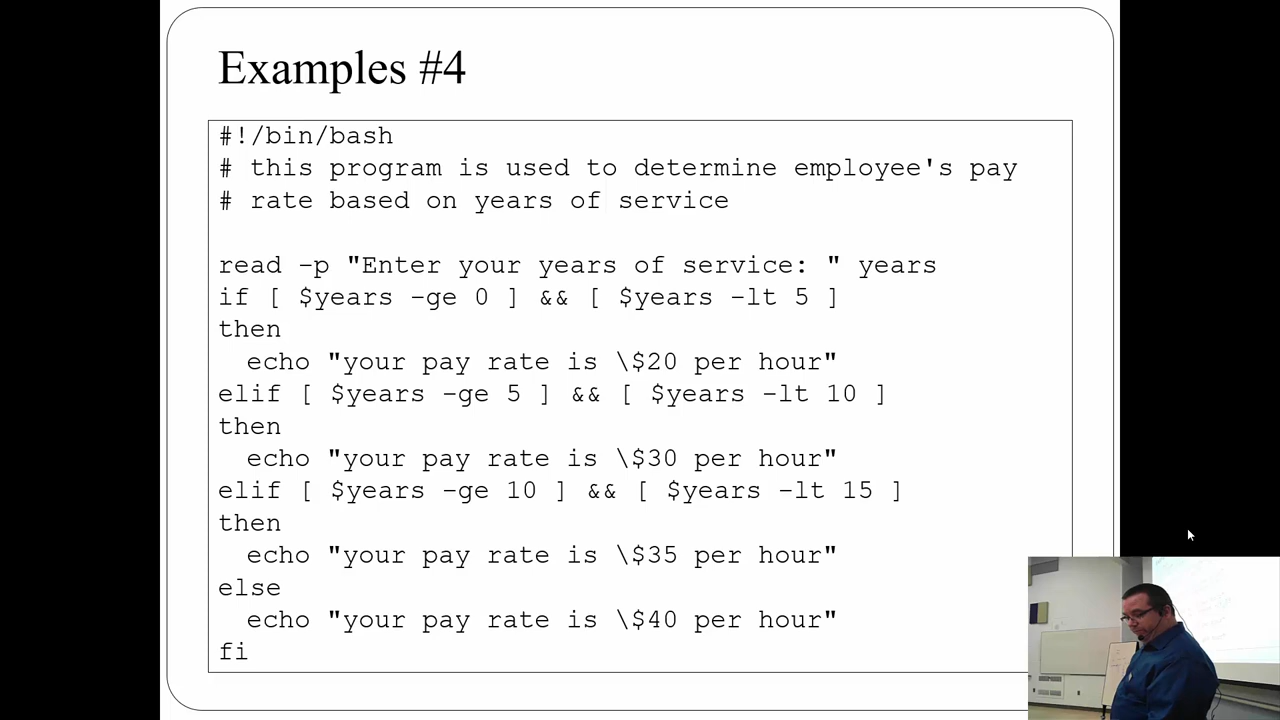 Examples #4
#!/bin/bash
# this program is used to determine employee's pay
# rate based on years of service
read -p "Enter your years of service: " years
if [ $years -ge 0 ] && [ $years -lt 5 ]
then
  echo "your pay rate is \$20 per hour"
elif [ $years -ge 5 ] && [ $years -lt 10 ]
then
  echo "your pay rate is \$30 per hour"
elif [ $years -ge 10 ] && [ $years -lt 15 ]
then
  echo "your pay rate is \$35 per hour"
else
  echo "your pay rate is \$40 per hour"
fi